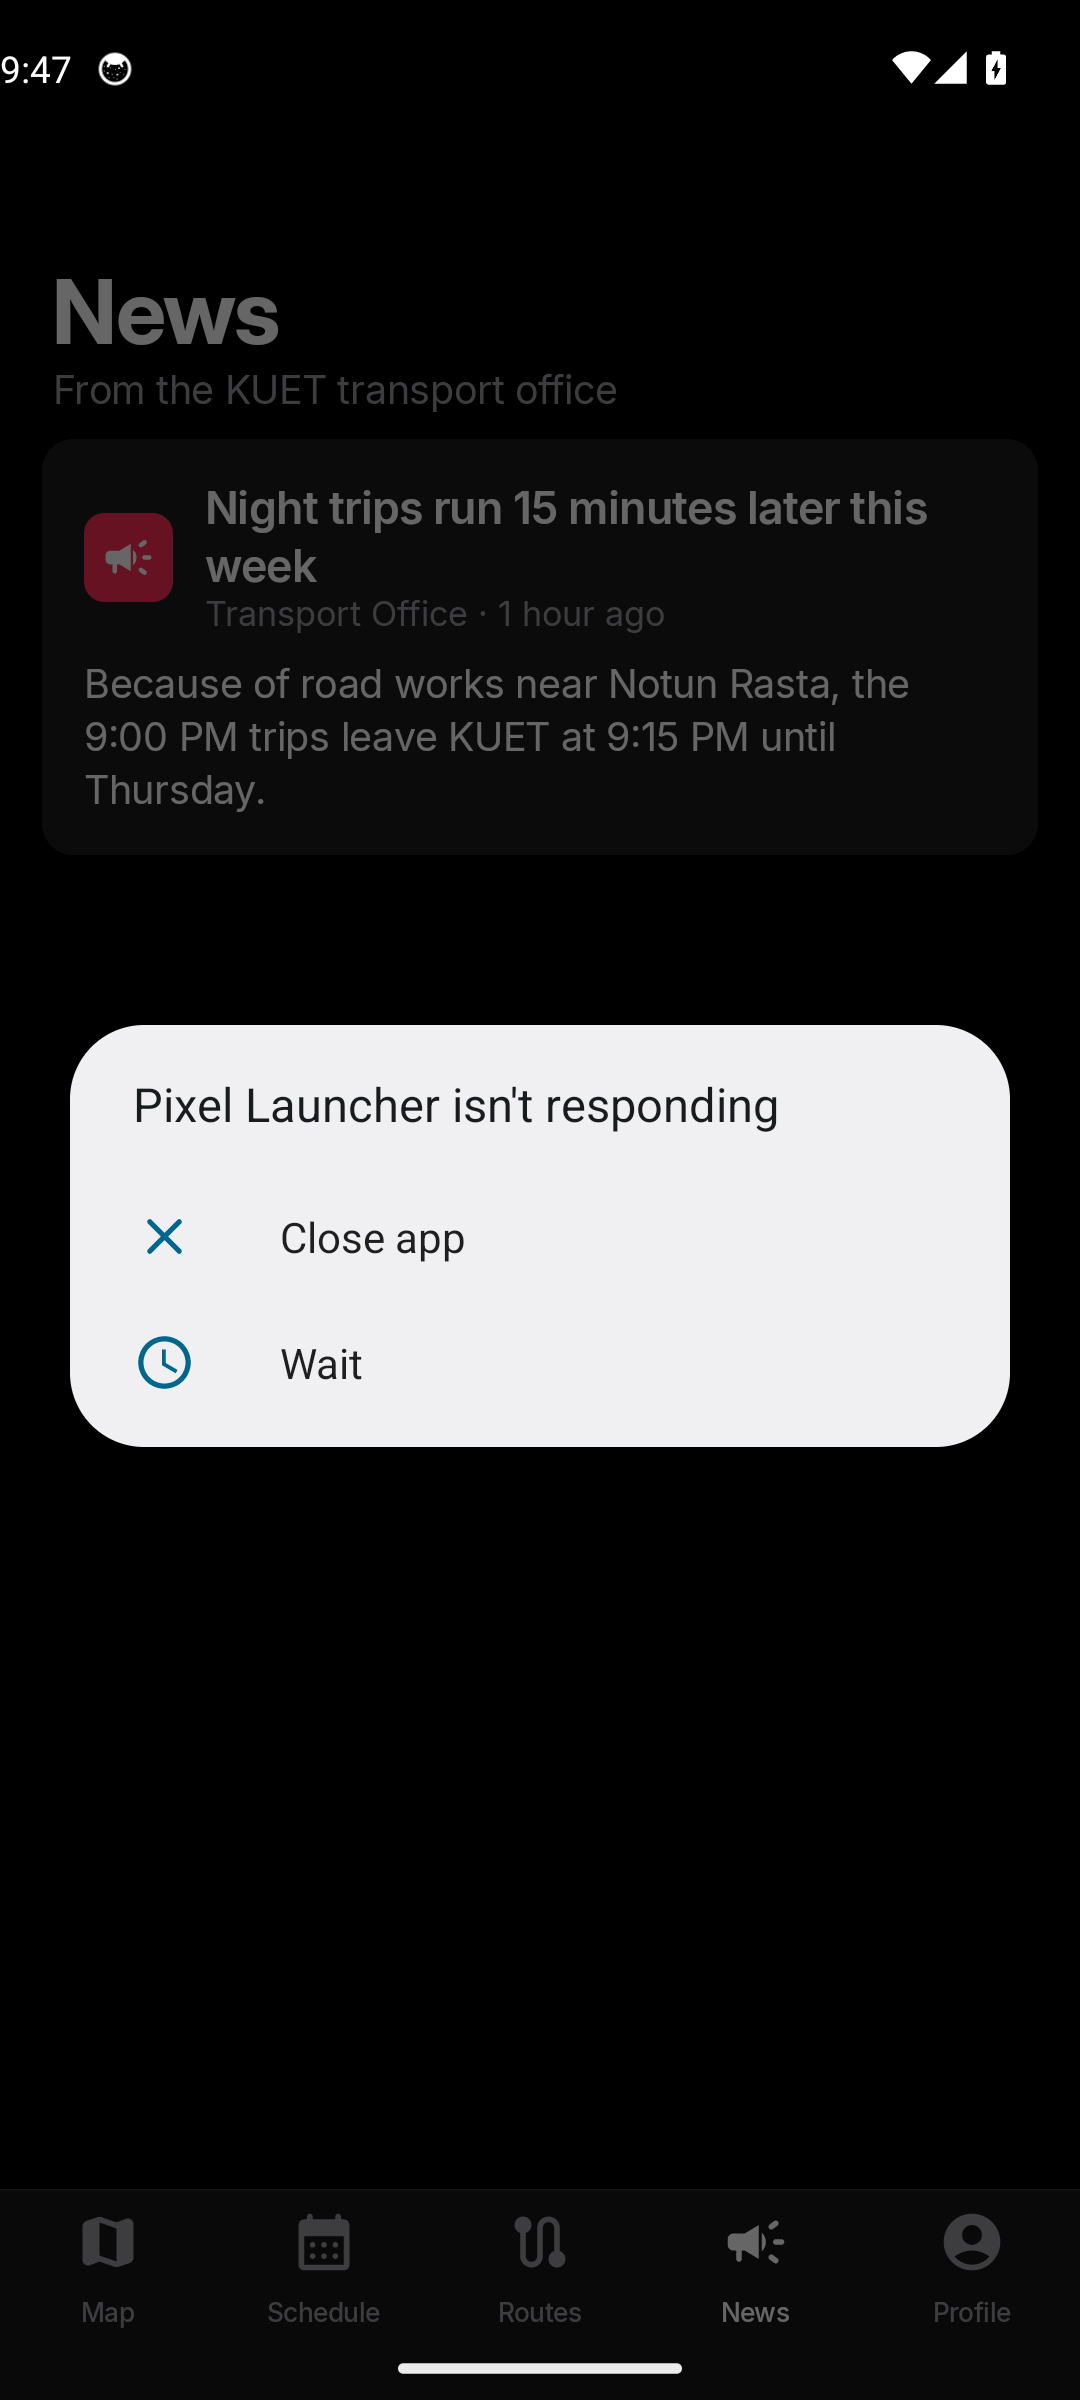 9:47
News
From the KUET transport office
Night trips run 15 minutes later this
week
Transport Office · 1 hour ago
Because of road works near Notun Rasta, the
9:00 PM trips leave KUET at 9:15 PM until
Thursday.
Pixel Launcher isn't responding
Close app
Wait
Map
Schedule
Routes
News
Profile